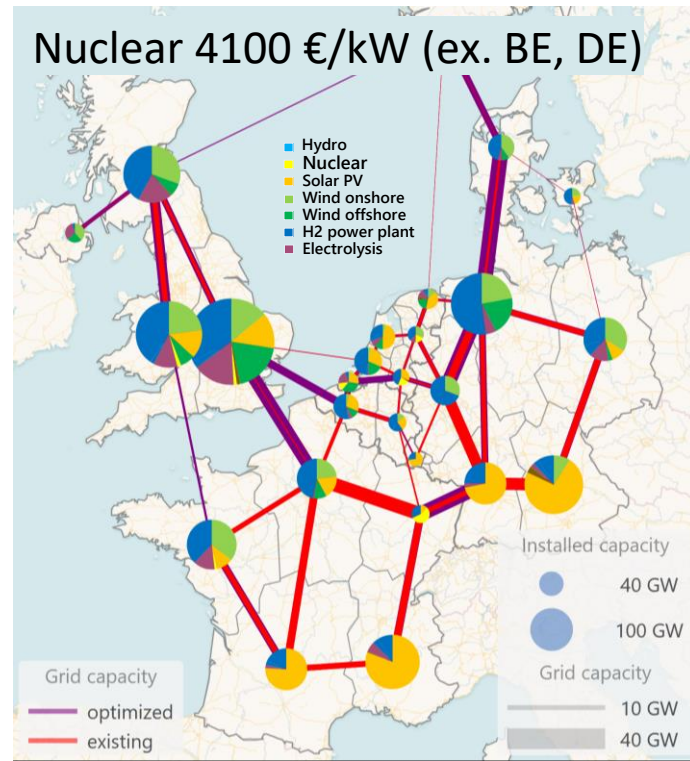 Nuclear 4100 €/kW (ex. BE, DE)
Hydro
Nuclear
Solar PV
Wind onshore
Wind offshore
H2 power plant
Electrolysis
Installed capacity
40 GW
100 GW
Grid capacity
10 GW
40 GW
Grid capacity
optimized
existing